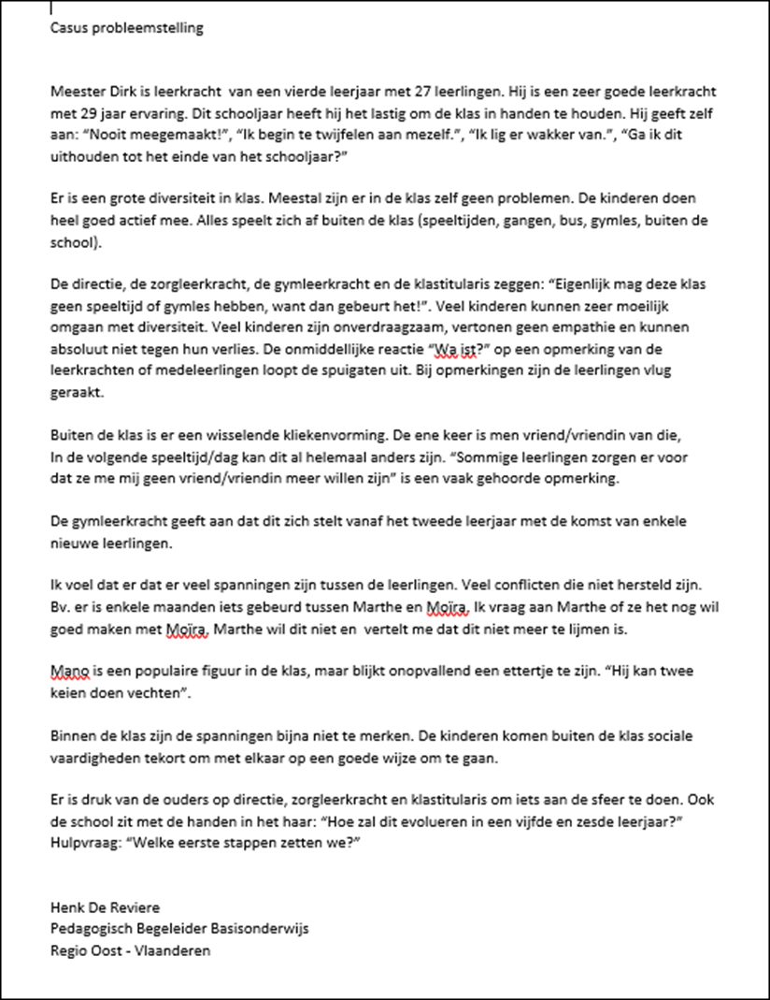 Casus probleemstelling
Meester Dirk is leerkracht  van een vierde leerjaar met 27 leerlingen. Hij is een zeer goede leerkracht
met 29 jaar ervaring. Dit schooljaar heeft hij het lastig om de klas in handen te houden. Hij geeft zelf
aan: “Nooit meegemaakt!”, “Ik begin te twijfelen aan mezelf.”, “Ik lig er wakker van.”, “Ga ik dit
uithouden tot het einde van het schooljaar?”
Er is een grote diversiteit in klas. Meestal zijn er in de klas zelf geen problemen. De kinderen doen
heel goed actief mee. Alles speelt zich af buiten de klas (speeltijden, gangen, bus, gymles, buiten de
school).
De directie, de zorgleerkracht, de gymleerkracht en de klastitularis zeggen: “Eigenlijk mag deze klas
geen speeltijd of gymles hebben, want dan gebeurt het!”. Veel kinderen kunnen zeer moeilijk
omgaan met diversiteit. Veel kinderen zijn onverdraagzaam, vertonen geen empathie en kunnen
absoluut niet tegen hun verlies. De onmiddellijke reactie “Wa ist?” op een opmerking van de
leerkrachten of medeleerlingen loopt de spuigaten uit. Bij opmerkingen zijn de leerlingen vlug
geraakt.
Buiten de klas is er een wisselende kliekenvorming. De ene keer is men vriend/vriendin van die,
In de volgende speeltijd/dag kan dit al helemaal anders zijn. “Sommige leerlingen zorgen er voor
dat ze me mij geen vriend/vriendin meer willen zijn” is een vaak gehoorde opmerking.
De gymleerkracht geeft aan dat dit zich stelt vanaf het tweede leerjaar met de komst van enkele
nieuwe leerlingen.
Ik voel dat er dat er veel spanningen zijn tussen de leerlingen. Veel conflicten die niet hersteld zijn.
Bv. er is enkele maanden iets gebeurd tussen Marthe en Moïra. Ik vraag aan Marthe of ze het nog wil
goed maken met Moïra. Marthe wil dit niet en  vertelt me dat dit niet meer te lijmen is.
Mano is een populaire figuur in de klas, maar blijkt onopvallend een ettertje te zijn. “Hij kan twee
keien doen vechten”.
Binnen de klas zijn de spanningen bijna niet te merken. De kinderen komen buiten de klas sociale
vaardigheden tekort om met elkaar op een goede wijze om te gaan.
Er is druk van de ouders op directie, zorgleerkracht en klastitularis om iets aan de sfeer te doen. Ook
de school zit met de handen in het haar: “Hoe zal dit evolueren in een vijfde en zesde leerjaar?”
Hulpvraag: “Welke eerste stappen zetten we?”
Henk De Reviere
Pedagogisch Begeleider Basisonderwijs
Regio Oost - Vlaanderen